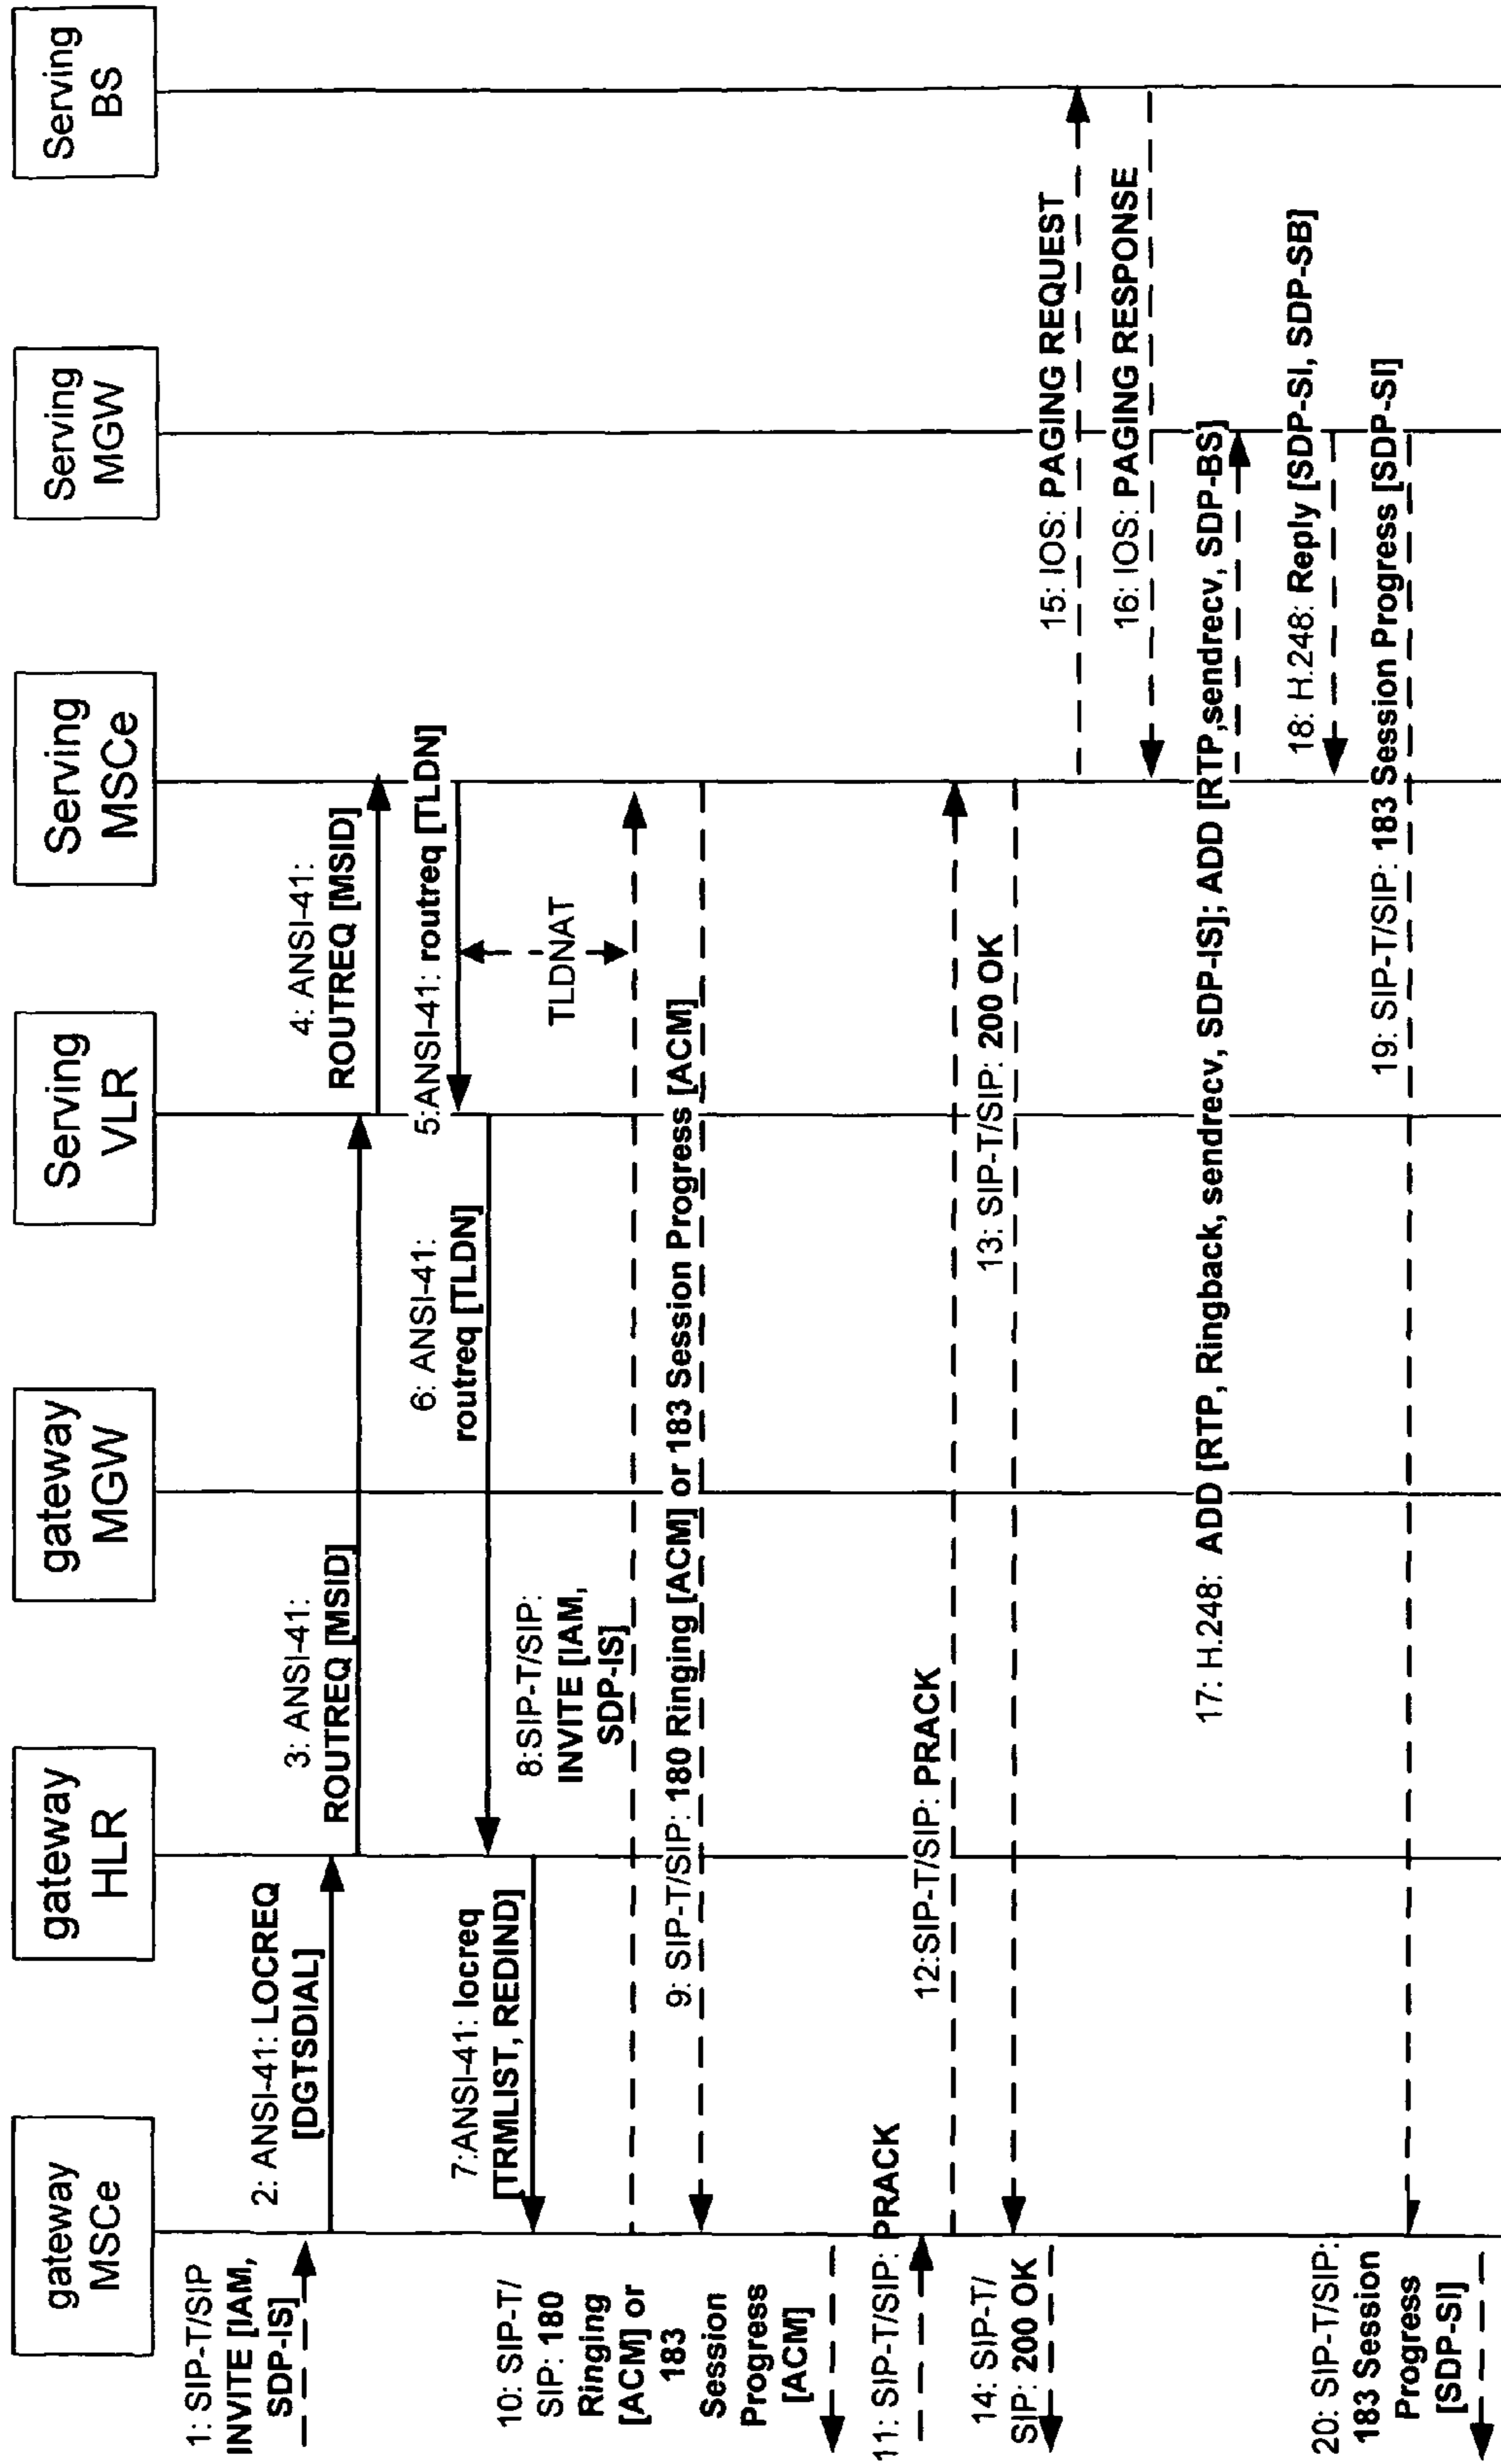 gateway
MSCe
gateway
HLR
gateway
MGW
Serving
VLR
Serving
MSCe
Serving
MGW
Serving
BS
1: SIP-T/SIP
INVITE [IAM,
SDP-IS]
2: ANSI-41: LOCREQ
[DGTSDIAL]
3: ANSI-41:
ROUTREQ [MSID]
4: ANSI-41:
ROUTREQ [MSID]
5:ANSI-41: routreq [TLDN]
6: ANSI-41:
routreq [TLDN]
7:ANSI-41: locreq
[TRMLIST, REDIND]
TLDNAT
8:SIP-T/SIP:
INVITE [IAM,
SDP-IS]
9: SIP-T/SIP: 180 Ringing [ACM] or 183 Session Progress [ACM]
10: SIP-T/
SIP: 180
Ringing
[ACM] or
183
Session
Progress
[ACM]
11: SIP-T/SIP: PRACK
12:SIP-T/SIP: PRACK
13: SIP-T/SIP: 200 OK
14: SIP-T/
SIP: 200 OK
15: IOS: PAGING REQUEST
16: IOS: PAGING RESPONSE
17: H.248: ADD [RTP, Ringback, sendrecv, SDP-IS]; ADD [RTP,sendrecv, SDP-BS]
18: H.248: Reply [SDP-SI, SDP-SB]
19: SIP-T/SIP: 183 Session Progress [SDP-SI]
20: SIP-T/SIP:
183 Session
Progress
[SDP-SI]